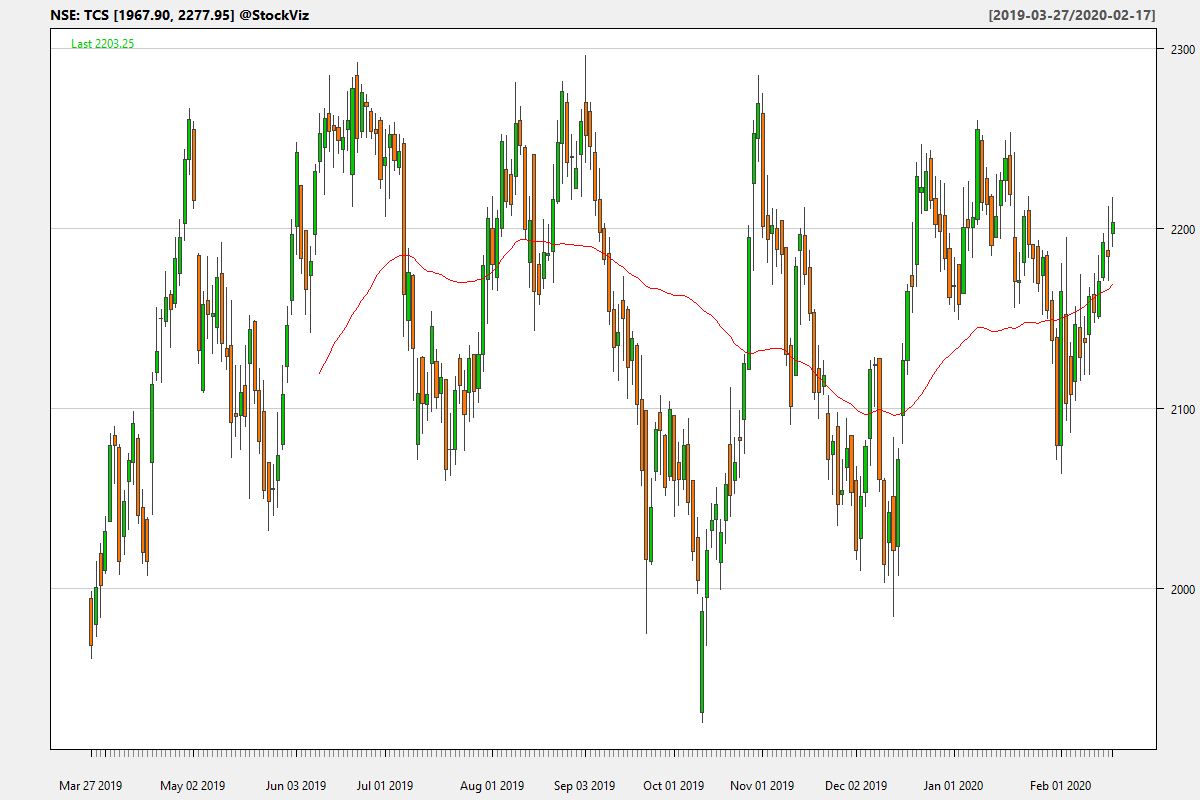 NSE: TCS [1967.90, 2277.95] @StockViz [2019-03-27/2020-02-17]
Last 2203.25
2300
2200
2100
2000
Mar 27 2019 May 02 2019 Jun 03 2019 Jul 01 2019 Aug 01 2019 Sep 03 2019 Oct 01 2019 Nov 01 2019 Dec 02 2019 Jan 01 2020 Feb 01 2020